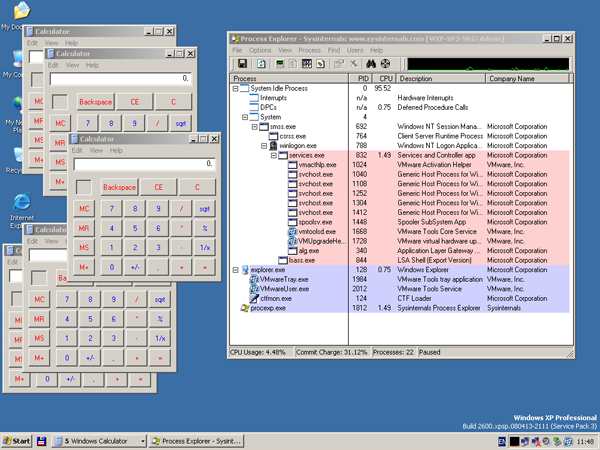 My Do
My Co
My Ne
Pla
Recyc
Internet
Explorer
Calculator
Edit View Help
Calculator
Edit View Help
0,
Backspace CE C
MC
MR
MS
M+
MC 7 8 9 / sqrt
Calculator
Edit View Help
0,
Backspace CE C
MC 7 8 9 / sqrt
MR 4 5 6 * %
MS 1 2 3 - 1/x
M+ 0 +/- , + =
Calculator
Edit
MC 7 8 9 / sqrt
MR 4 5 6 * %
MS 1 2 3 - 1/x
M+ 0 +/- , + =
0 +/- , + =
Process Explorer - Sysinternals: www.sysinternals.com [WXP-SP3-SRG\Admin]
File Options View Process Find Users Help
Process PID CPU Description Company Name
System Idle Process 0 95.52
Interrupts n/a Hardware Interrupts
DPCs n/a 0.75 Deferred Procedure Calls
System 4
smss.exe 692 Windows NT Session Mana... Microsoft Corporation
csrss.exe 764 Client Server Runtime Process Microsoft Corporation
winlogon.exe 788 Windows NT Logon Applica... Microsoft Corporation
services.exe 832 1.49 Services and Controller app Microsoft Corporation
vmacthlp.exe 1024 VMware Activation Helper VMware, Inc.
svchost.exe 1040 Generic Host Process for Wi... Microsoft Corporation
svchost.exe 1108 Generic Host Process for Wi... Microsoft Corporation
svchost.exe 1204 Generic Host Process for Wi... Microsoft Corporation
svchost.exe 1256 Generic Host Process for Wi... Microsoft Corporation
svchost.exe 1308 Generic Host Process for Wi... Microsoft Corporation
spoolsv.exe 1448 Spooler SubSystem App Microsoft Corporation
vmtoolsd.exe 1668 VMware Tools Core Service VMware, Inc.
VMUpgradeHe... 1728 VMware virtual hardware up... VMware, Inc.
alg.exe 340 Application Layer Gateway ... Microsoft Corporation
lsass.exe 844 LSA Shell (Export Version) Microsoft Corporation
explorer.exe 128 0.75 Windows Explorer Microsoft Corporation
VMwareTray.exe 1984 VMware Tools tray application VMware, Inc.
VMwareUser.exe 2012 VMware Tools Service VMware, Inc.
ctfmon.exe 124 CTF Loader Microsoft Corporation
procexp.exe 1812 1.49 Sysinternals Process Explorer Sysinternals
CPU Usage: 4.48% Commit Charge: 31.12% Processes: 22 Paused
Windows XP Professional
Build 2600.xpsp.080413-2111 (Service Pack 3)
Start 5 Windows Calculator Process Explorer - Sysint... EN 11:48